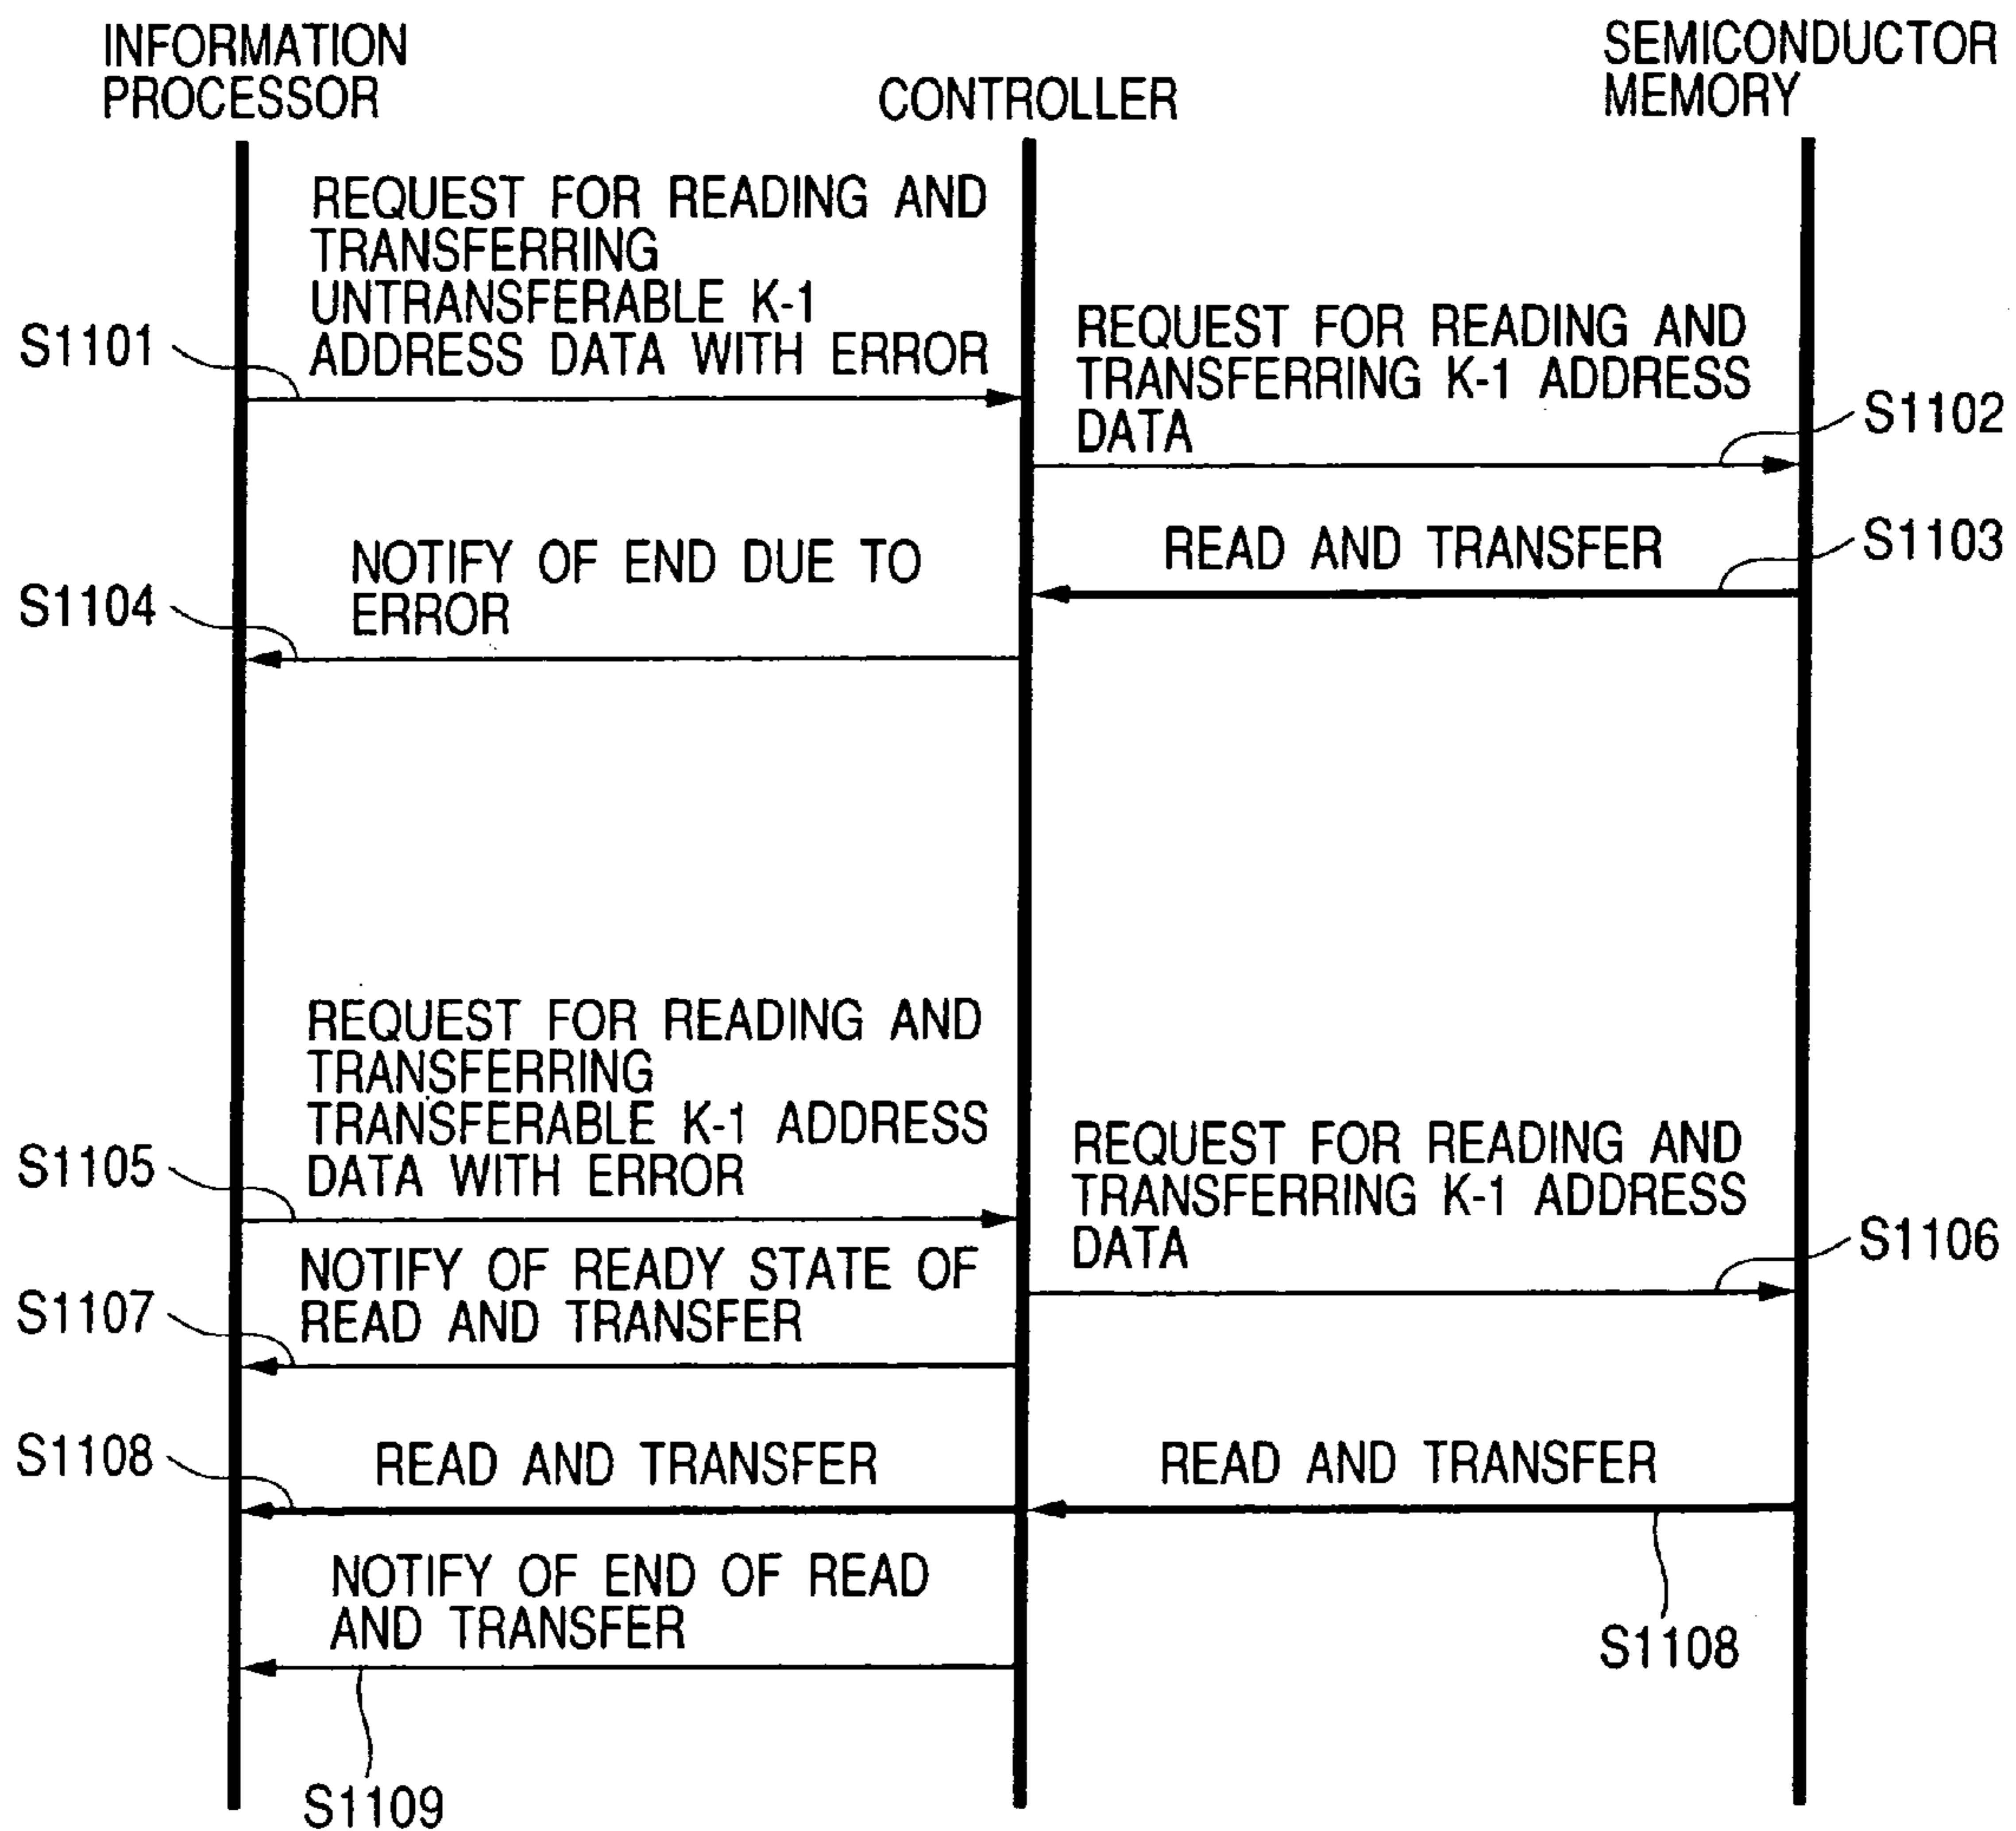 INFORMATION
PROCESSOR
CONTROLLER
SEMICONDUCTOR
MEMORY
REQUEST FOR READING AND
TRANSFERRING
UNTRANSFERABLE K-1
ADDRESS DATA WITH ERROR
S1101
REQUEST FOR READING AND
TRANSFERRING K-1 ADDRESS
DATA
S1102
READ AND TRANSFER
S1103
NOTIFY OF END DUE TO
ERROR
S1104
REQUEST FOR READING AND
TRANSFERRING
TRANSFERABLE K-1 ADDRESS
DATA WITH ERROR
S1105
REQUEST FOR READING AND
TRANSFERRING K-1 ADDRESS
DATA
S1106
NOTIFY OF READY STATE OF
READ AND TRANSFER
S1107
S1108
READ AND TRANSFER
READ AND TRANSFER
S1108
NOTIFY OF END OF READ
AND TRANSFER
S1109